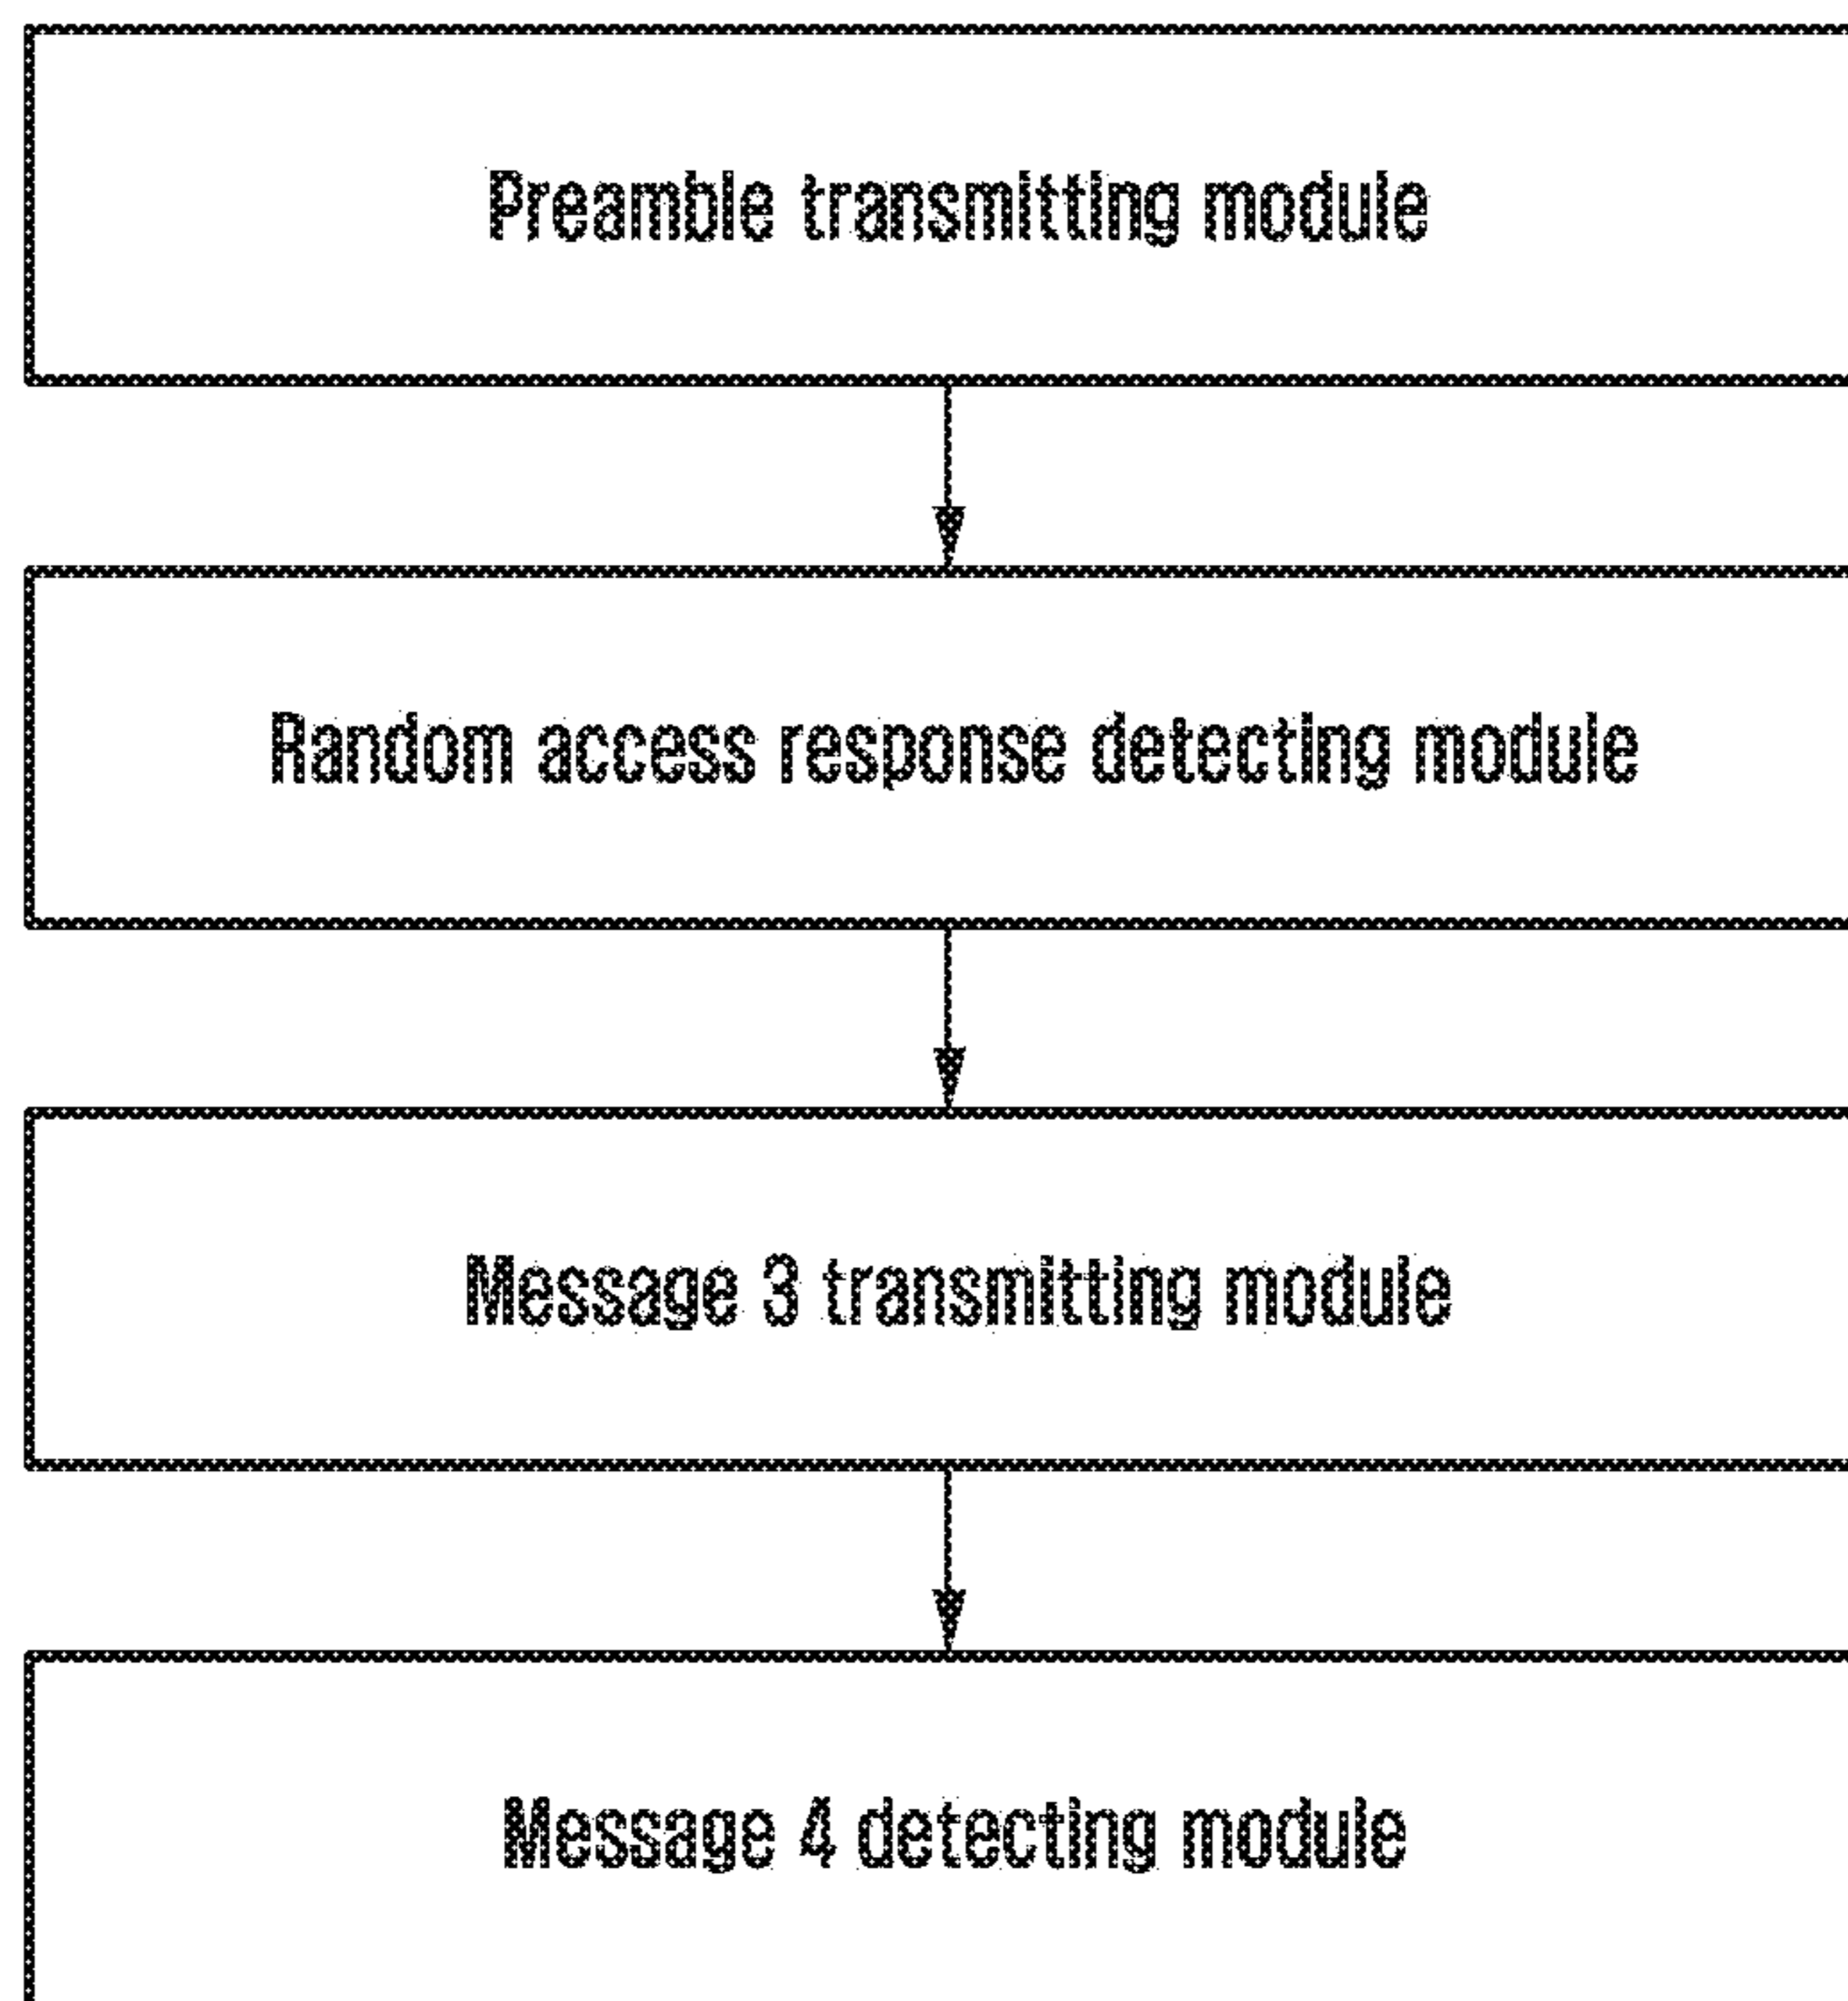 Preamble transmitting module
Random access response detecting module
Message 3 transmitting module
Message 4 detecting module